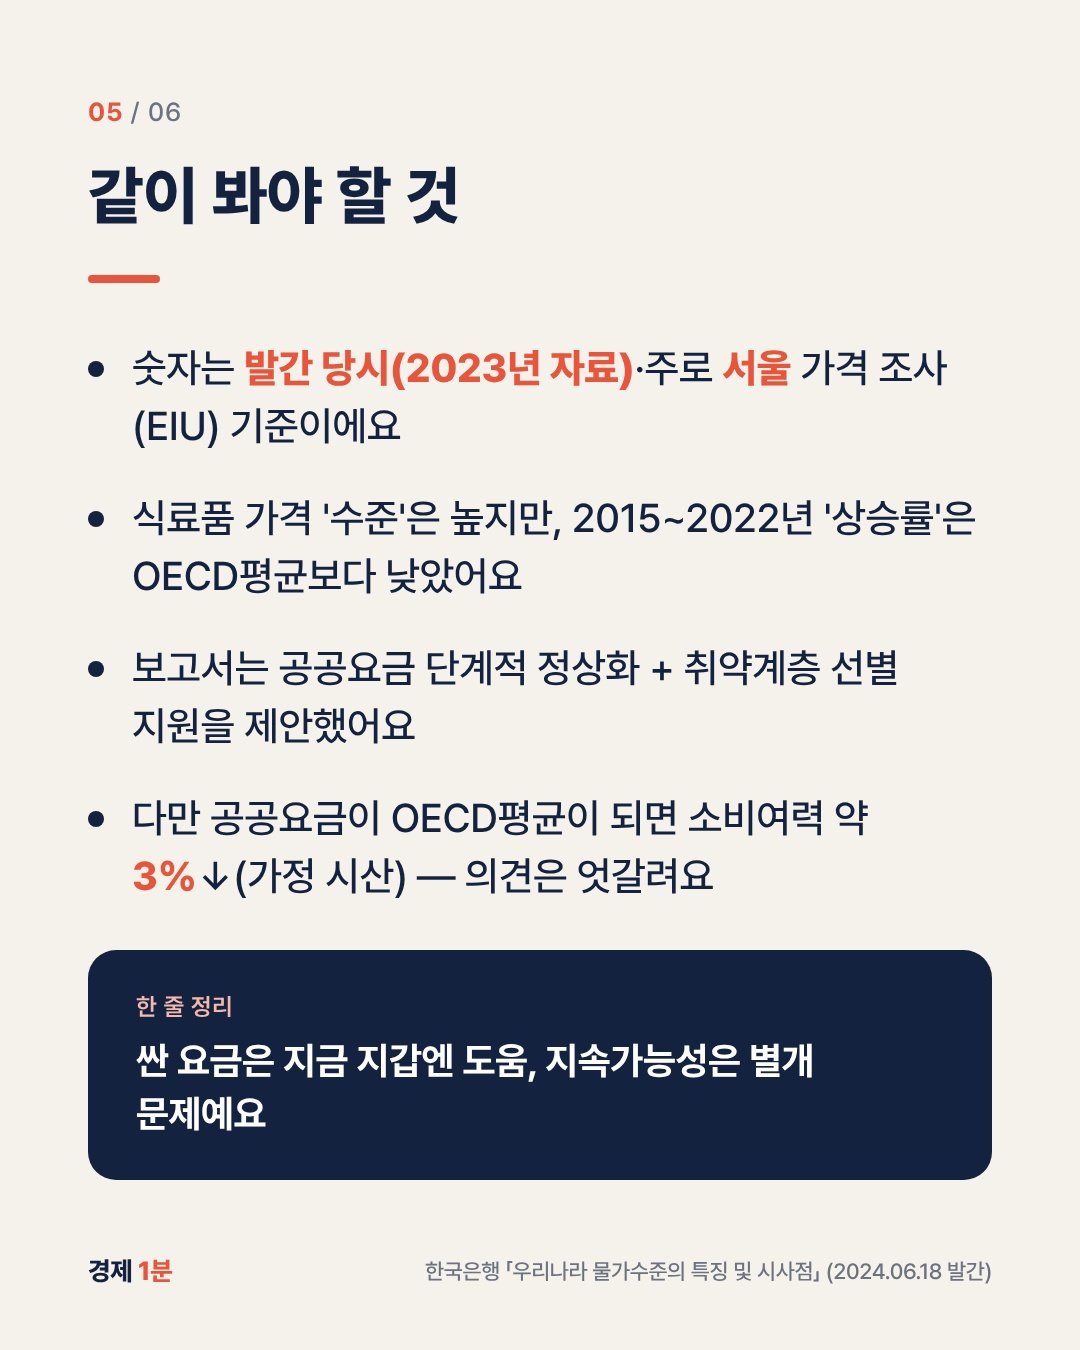 05 / 06
같이 봐야 할 것
숫자는 발간 당시(2023년 자료)·주로 서울 가격 조사
(EIU) 기준이에요
식료품 가격 '수준'은 높지만, 2015~2022년 '상승률'은
OECD평균보다 낮았어요
보고서는 공공요금 단계적 정상화 + 취약계층 선별
지원을 제안했어요
다만 공공요금이 OECD평균이 되면 소비여력 약
3%↓(가정 시산) — 의견은 엇갈려요
한 줄 정리
싼 요금은 지금 지갑엔 도움, 지속가능성은 별개
문제예요
경제 1분
한국은행 「우리나라 물가수준의 특징 및 시사점」 (2024.06.18 발간)